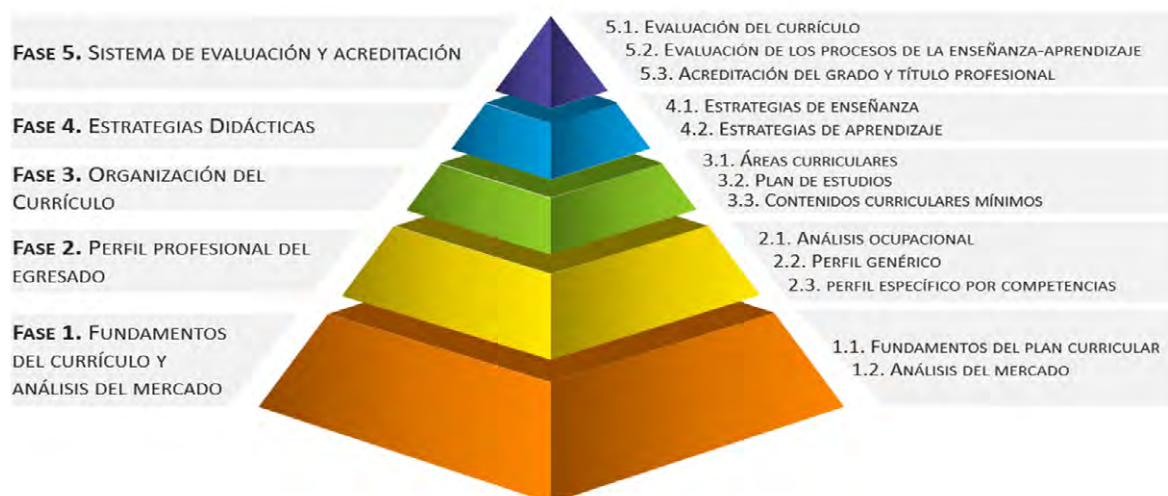 FASE 5. SISTEMA DE EVALUACIÓN Y ACREDITACIÓN
5.1. EVALUACIÓN DEL CURRÍCULO
5.2. EVALUACIÓN DE LOS PROCESOS DE LA ENSEÑANZA-APRENDIZAJE
5.3. ACREDITACIÓN DEL GRADO Y TÍTULO PROFESIONAL
FASE 4. ESTRATEGIAS DIDÁCTICAS
4.1. ESTRATEGIAS DE ENSEÑANZA
4.2. ESTRATEGIAS DE APRENDIZAJE
FASE 3. ORGANIZACIÓN DEL
CURRÍCULO
3.1. ÁREAS CURRICULARES
3.2. PLAN DE ESTUDIOS
3.3. CONTENIDOS CURRICULARES MÍNIMOS
FASE 2. PERFIL PROFESIONAL DEL
EGRESADO
2.1. ANÁLISIS OCUPACIONAL
2.2. PERFIL GENÉRICO
2.3. PERFIL ESPECÍFICO POR COMPETENCIAS
FASE 1. FUNDAMENTOS
DEL CURRÍCULO Y
ANÁLISIS DEL MERCADO
1.1. FUNDAMENTOS DEL PLAN CURRICULAR
1.2. ANÁLISIS DEL MERCADO